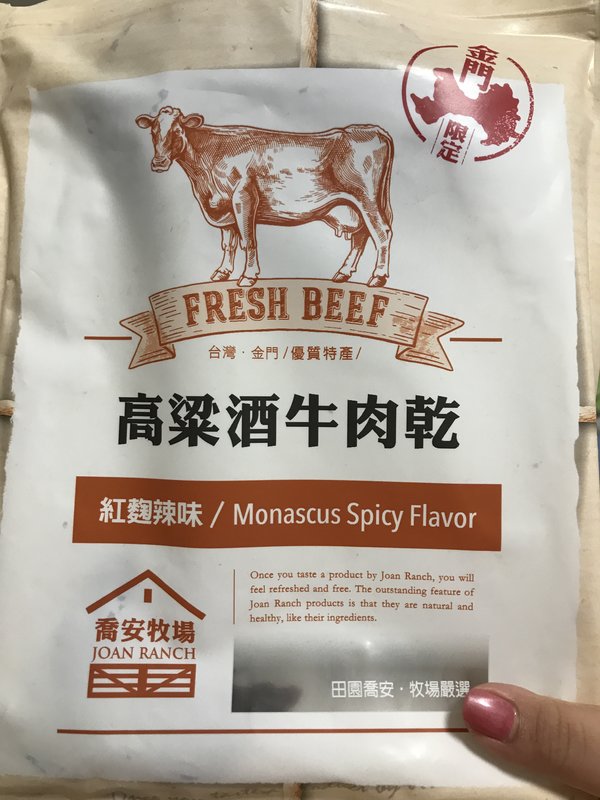 金門
限定
FRESH BEEF
台灣·金門/優質特產/
高粱酒牛肉乾
紅麴辣味 / Monascus Spicy Flavor
喬安牧場
JOAN RANCH
Once you taste a product by Joan Ranch, you will
feel refreshed and free. The outstanding feature of
Joan Ranch products is that they are natural and
healthy, like their ingredients.
田園喬安·牧場嚴選